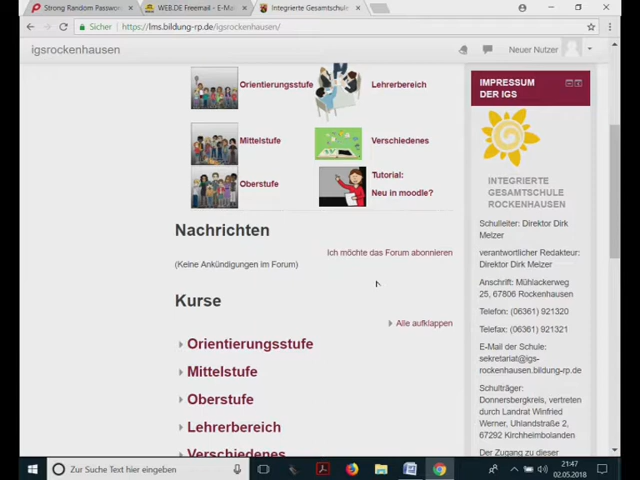 Strong Random Passwo
WEB.DE Freemail - E-Ma
Integrierte Gesamtschule
Sicher
https://lms.bildung-rp.de/igsrockenhausen/
igsrockenhausen
Neuer Nutzer
Orientierungsstufe
Lehrerbereich
Mittelstufe
Verschiedenes
Oberstufe
Tutorial:
Neu in moodle?
Nachrichten
Ich möchte das Forum abonnieren
(Keine Ankündigungen im Forum)
Kurse
Alle aufklappen
Orientierungsstufe
Mittelstufe
Oberstufe
Lehrerbereich
Verschiedenes
IMPRESSUM
DER IGS
INTEGRIERTE
GESAMTSCHULE
ROCKENHAUSEN
Schulleiter: Direktor Dirk
Melzer
verantwortlicher Redakteur:
Direktor Dirk Melzer
Anschrift: Mühlackerweg
25, 67806 Rockenhausen
Telefon: (06361) 921320
Telefax: (06361) 921321
E-Mail der Schule:
sekretariat@igs-
rockenhausen.bildung-rp.de
Schulträger:
Donnersbergkreis, vertreten
durch Landrat Winfried
Werner, Uhlandstraße 2,
67292 Kirchheimbolanden
Der Zugang zu dieser
Zur Suche Text hier eingeben
21:47
02.05.2018